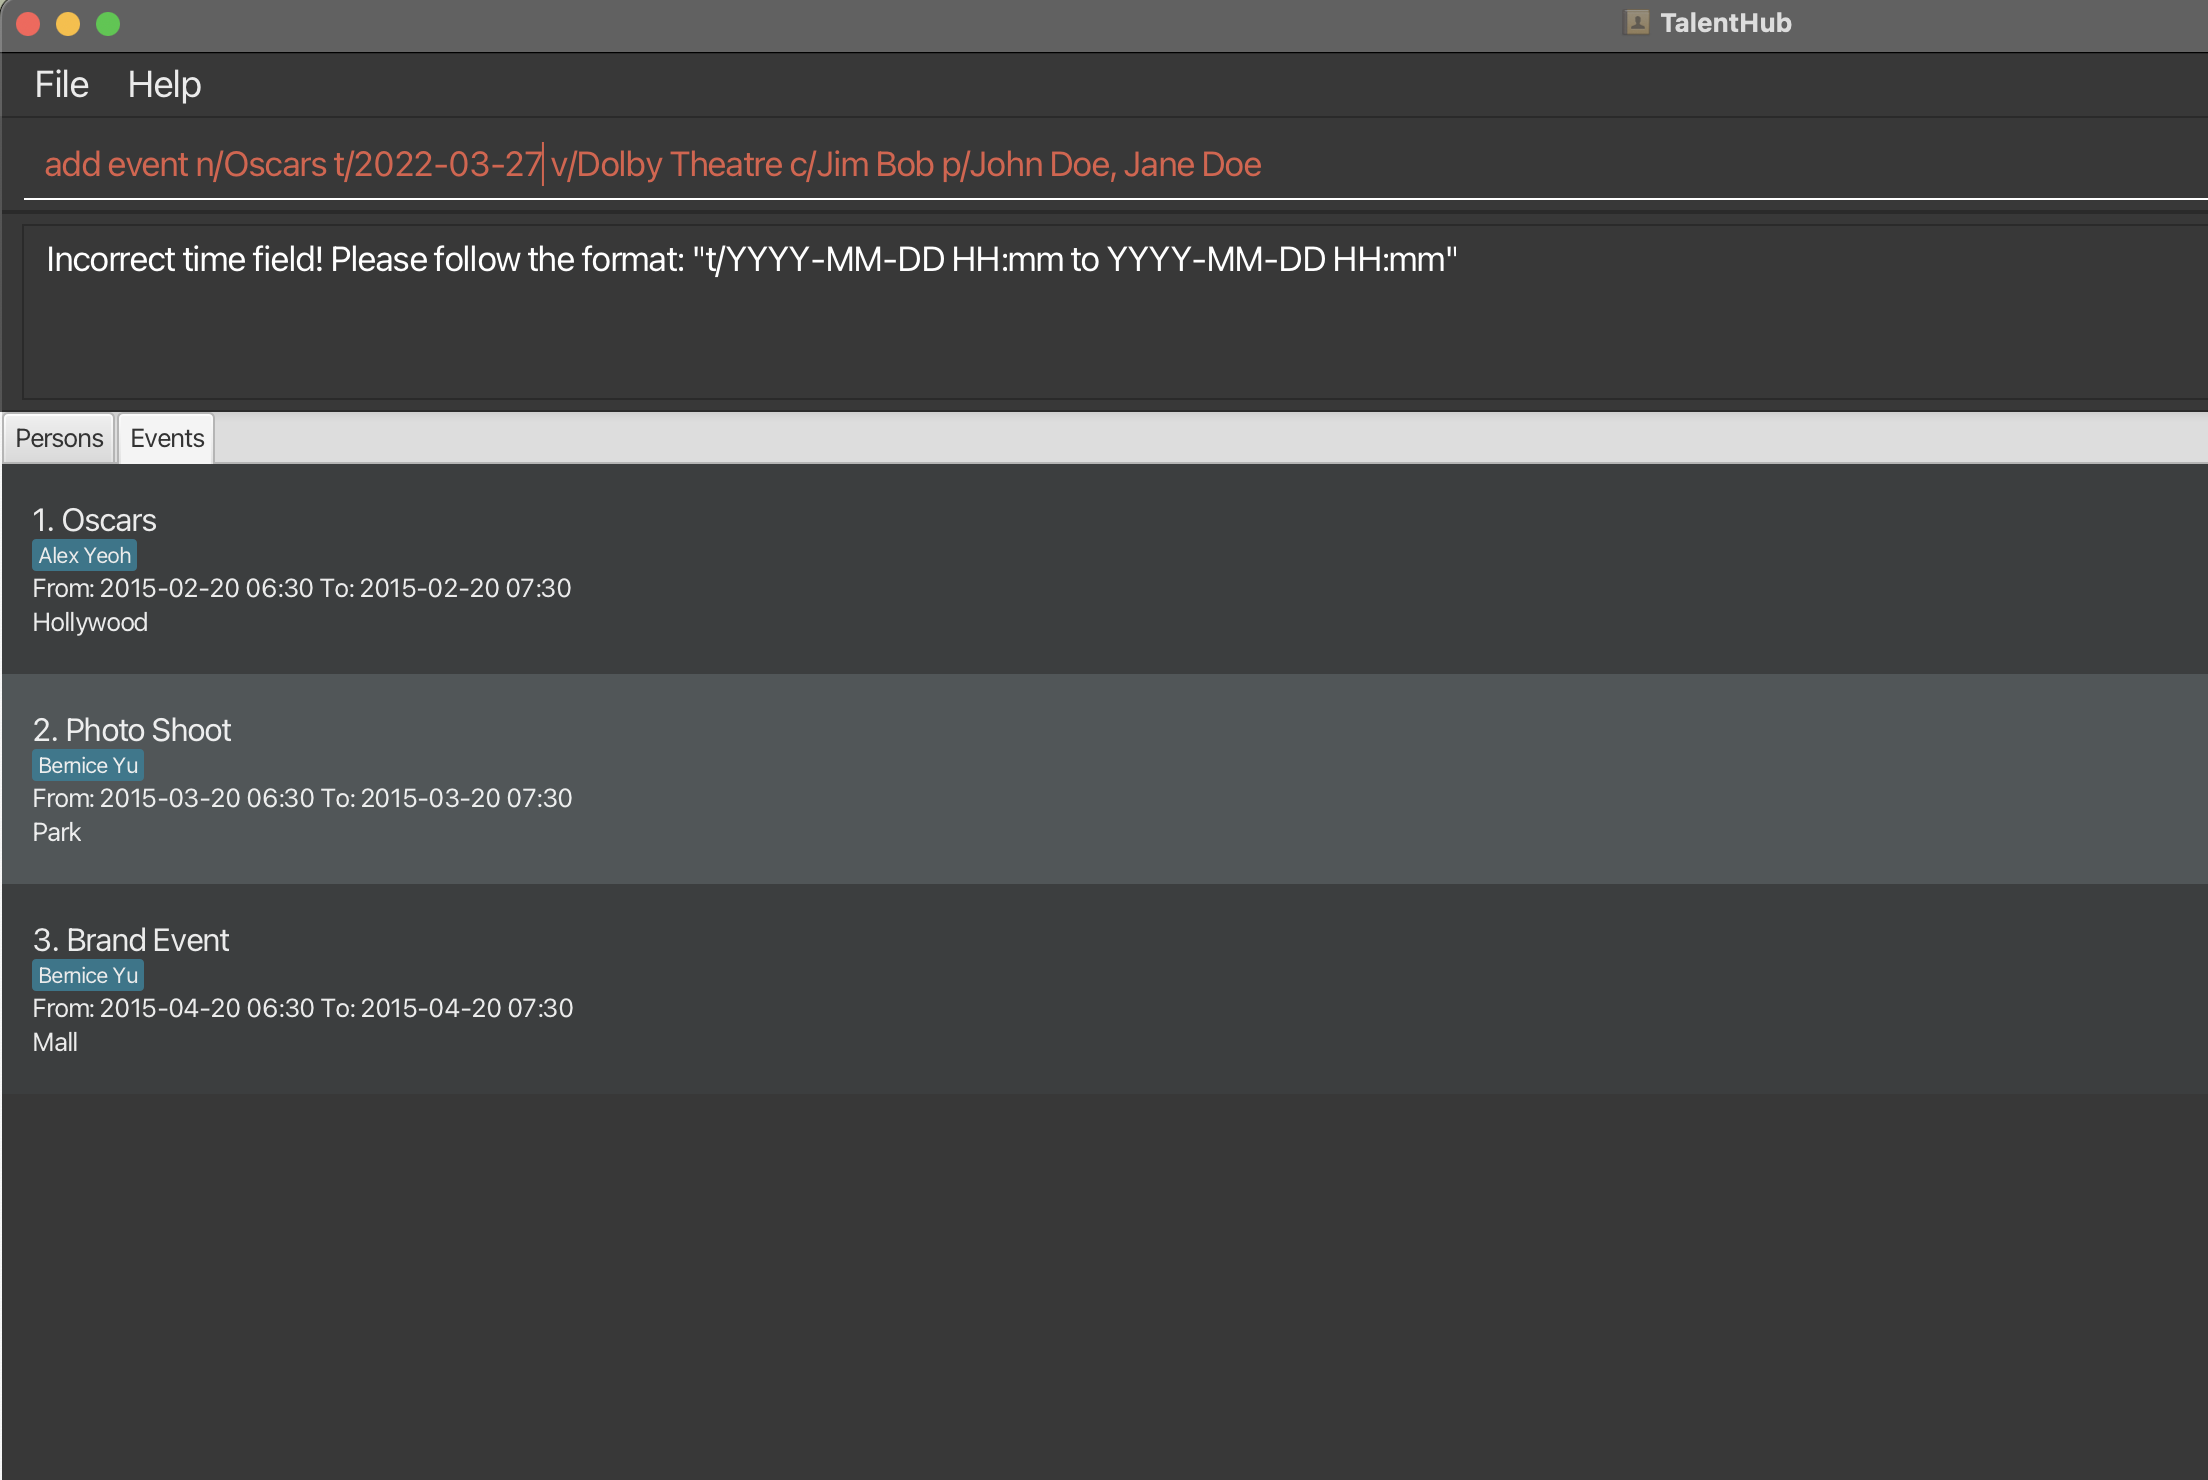 TalentHub
File Help
add event n/Oscars t/2022-03-27 v/Dolby Theatre c/Jim Bob p/John Doe, Jane Doe
Incorrect time field! Please follow the format: "t/YYYY-MM-DD HH:mm to YYYY-MM-DD HH:mm"
Persons Events
1. Oscars
Alex Yeoh
From: 2015-02-20 06:30 To: 2015-02-20 07:30
Hollywood
2. Photo Shoot
Bernice Yu
From: 2015-03-20 06:30 To: 2015-03-20 07:30
Park
3. Brand Event
Bernice Yu
From: 2015-04-20 06:30 To: 2015-04-20 07:30
Mall